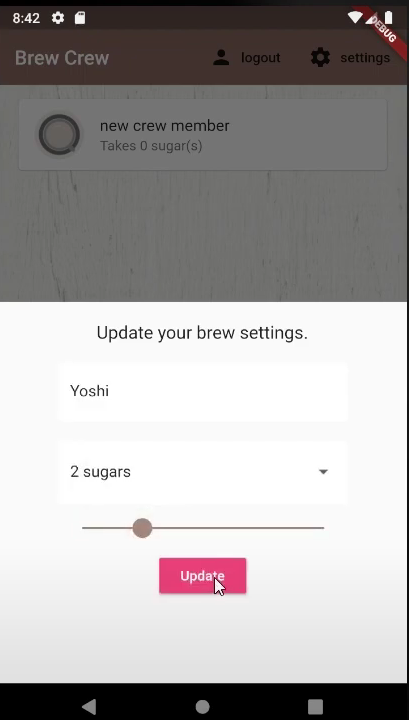 8:42
DEBUG
Brew Crew logout settings
new crew member
Takes 0 sugar(s)
Update your brew settings.
Yoshi
2 sugars
Update